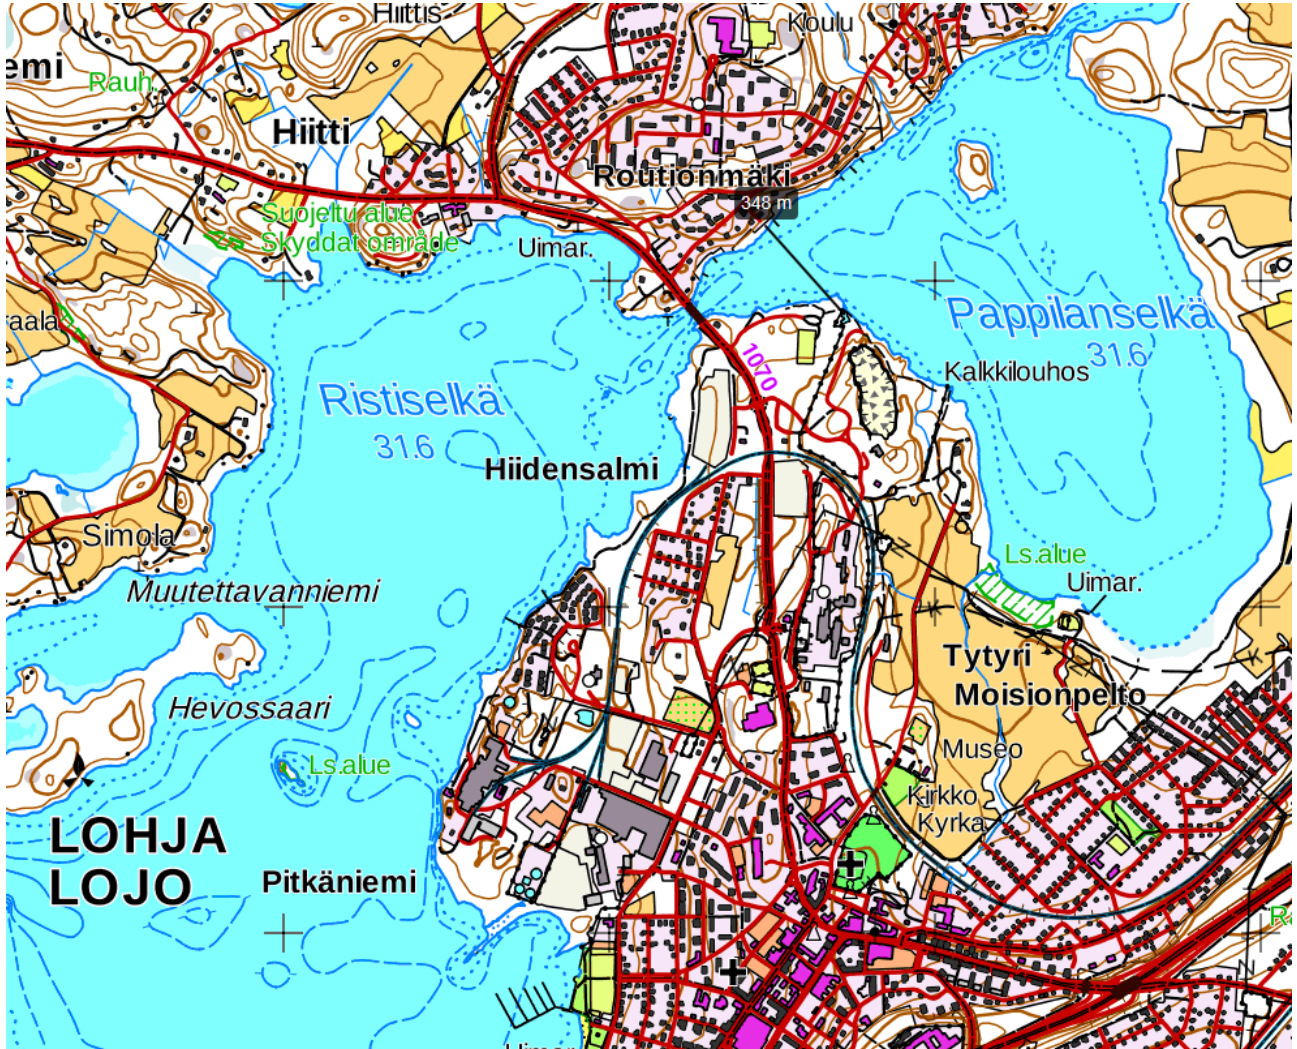 Hiittis
Koulu
emi
Rauh.
Hiitti
Routionmäki
348 m
Suojeltu alue
Skyddat område
Uimar.
Pappilanselkä
31.6
raala
1070
Kalkkilouhos
Ristiselkä
31.6
Hiidensalmi
Simola
Ls.alue
Uimar.
Muutettavanniemi
Tytyri
Moisionpelto
Hevossaari
Museo
Ls.alue
Kirkko
Kyrka
LOHJA
LOJO
Pitkäniemi